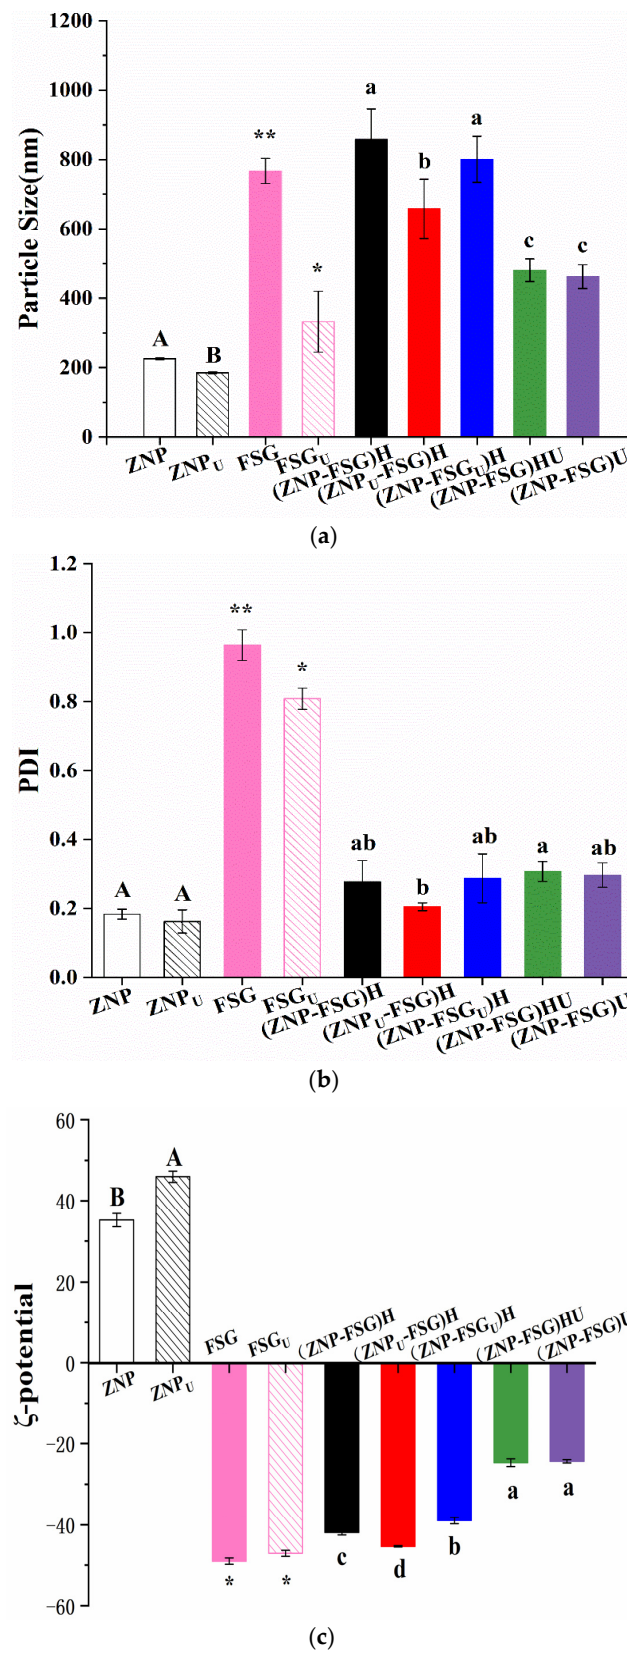 1200
1000
800
600
400
200
0
Particle Size(nm)
A
B
**
*
a
b
a
c
c
ZNP
ZNPU
FSG
FSGU
(ZNP-FSG)H
(ZNPU-FSG)H
(ZNP-FSGU)H
(ZNP-FSG)HU
(ZNP-FSG)U
(a)
1.2
1.0
0.8
0.6
0.4
0.2
0.0
PDI
A
A
**
*
ab
b
ab
a
ab
ZNP
ZNPU
FSG
FSGU
(ZNP-FSG)H
(ZNPU-FSG)H
(ZNP-FSGU)H
(ZNP-FSG)HU
(ZNP-FSG)U
(b)
60
40
20
0
−20
−40
−60
ζ-potential
B
A
FSG
FSGU
(ZNP-FSG)H
(ZNPU-FSG)H
(ZNP-FSGU)H
(ZNP-FSG)HU
(ZNP-FSG)U
ZNP
ZNPU
*
*
c
d
b
a
a
(c)